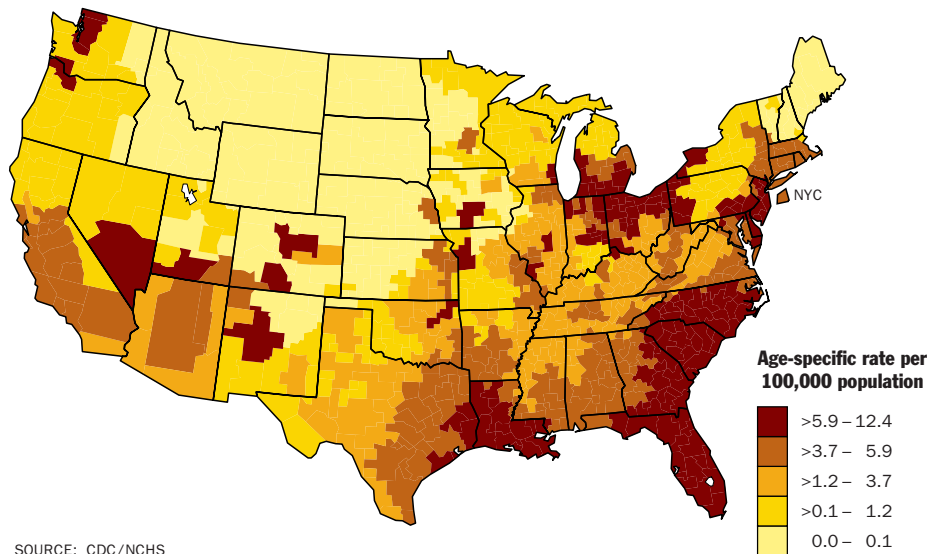 NYC
Age-specific rate per
100,000 population
>5.9 – 12.4
>3.7 – 5.9
>1.2 – 3.7
>0.1 – 1.2
0.0 – 0.1
SOURCE: CDC/NCHS